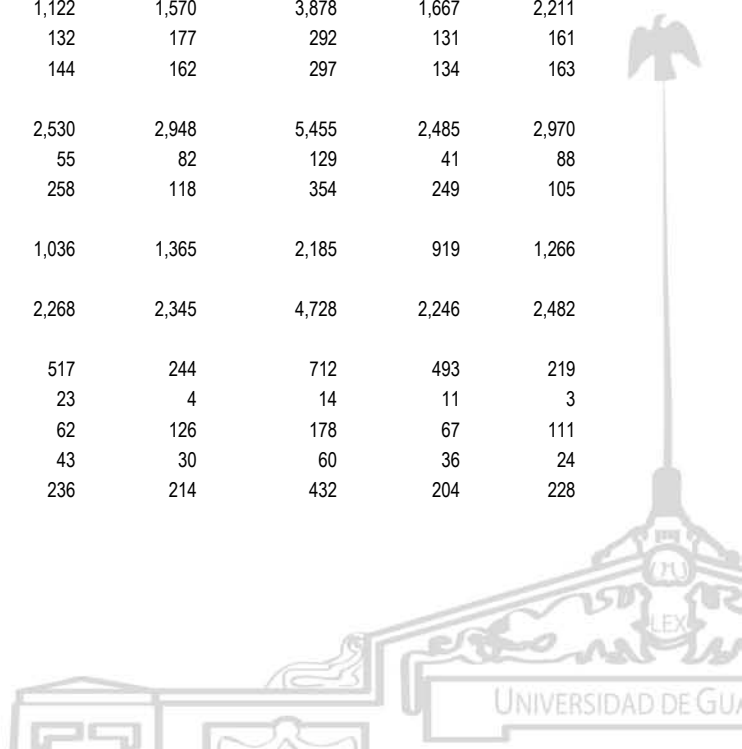 1,122 1,570 3,878 1,667 2,211
132 177 292 131 161
144 162 297 134 163
2,530 2,948 5,455 2,485 2,970
55 82 129 41 88
258 118 354 249 105
1,036 1,365 2,185 919 1,266
2,268 2,345 4,728 2,246 2,482
517 244 712 493 219
23 4 14 11 3
62 126 178 67 111
43 30 60 36 24
236 214 432 204 228
LEX
UNIVERSIDAD DE GUA